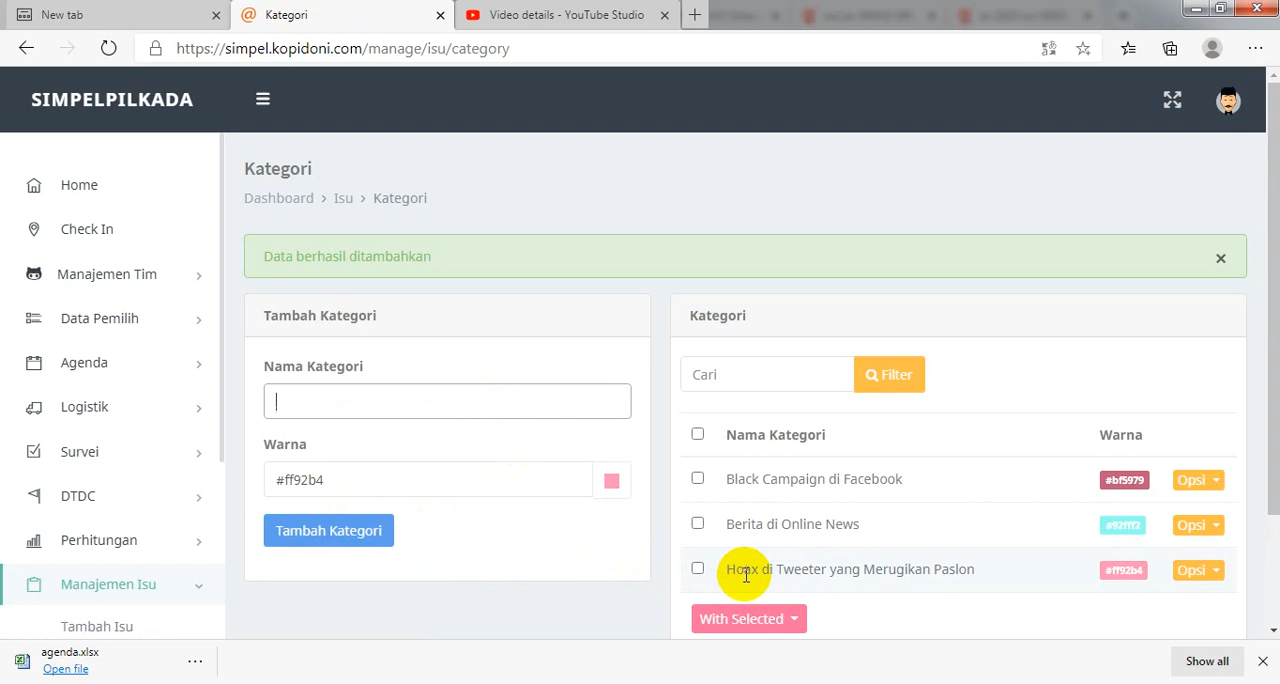 New tab
Kategori
Video details - YouTube Studio
https://simpel.kopidoni.com/manage/isu/category
SIMPELPILKADA
Home
Check In
Manajemen Tim
Data Pemilih
Agenda
Logistik
Survei
DTDC
Perhitungan
Manajemen Isu
Tambah Isu
Kategori
Dashboard > Isu > Kategori
Data berhasil ditambahkan
Tambah Kategori
Nama Kategori
Warna
#ff92b4
Tambah Kategori
Kategori
Cari
Filter
Nama Kategori Warna
Black Campaign di Facebook #bf5979 Opsi
Berita di Online News #92fff2 Opsi
Hoax di Tweeter yang Merugikan Paslon #ff92b4 Opsi
With Selected
agenda.xlsx
Open file
Show all